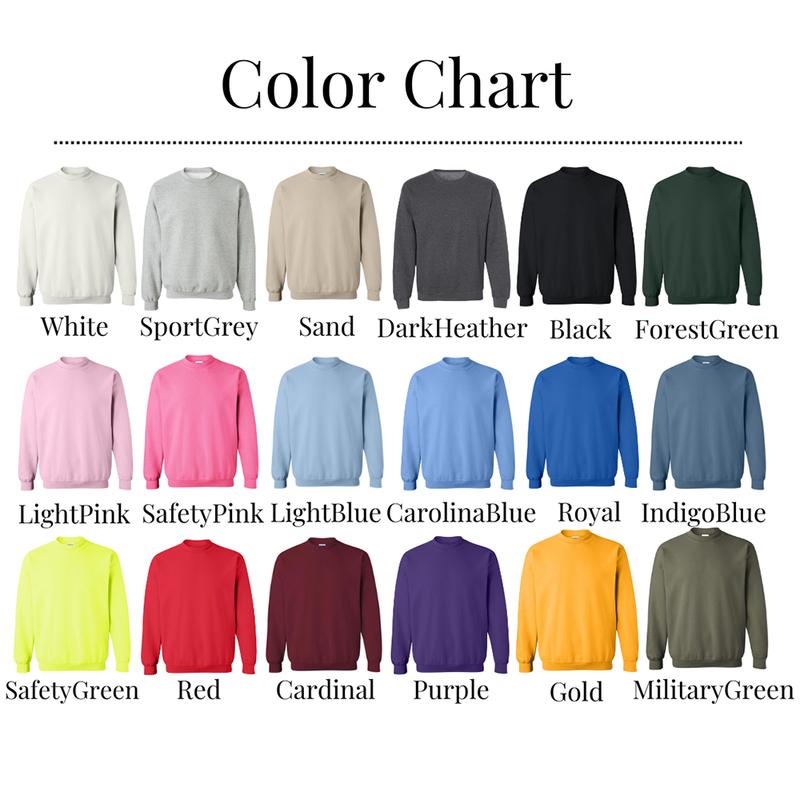 Color Chart
White SportGrey Sand DarkHeather Black ForestGreen
LightPink SafetyPink LightBlue CarolinaBlue Royal IndigoBlue
SafetyGreen Red Cardinal Purple Gold MilitaryGreen